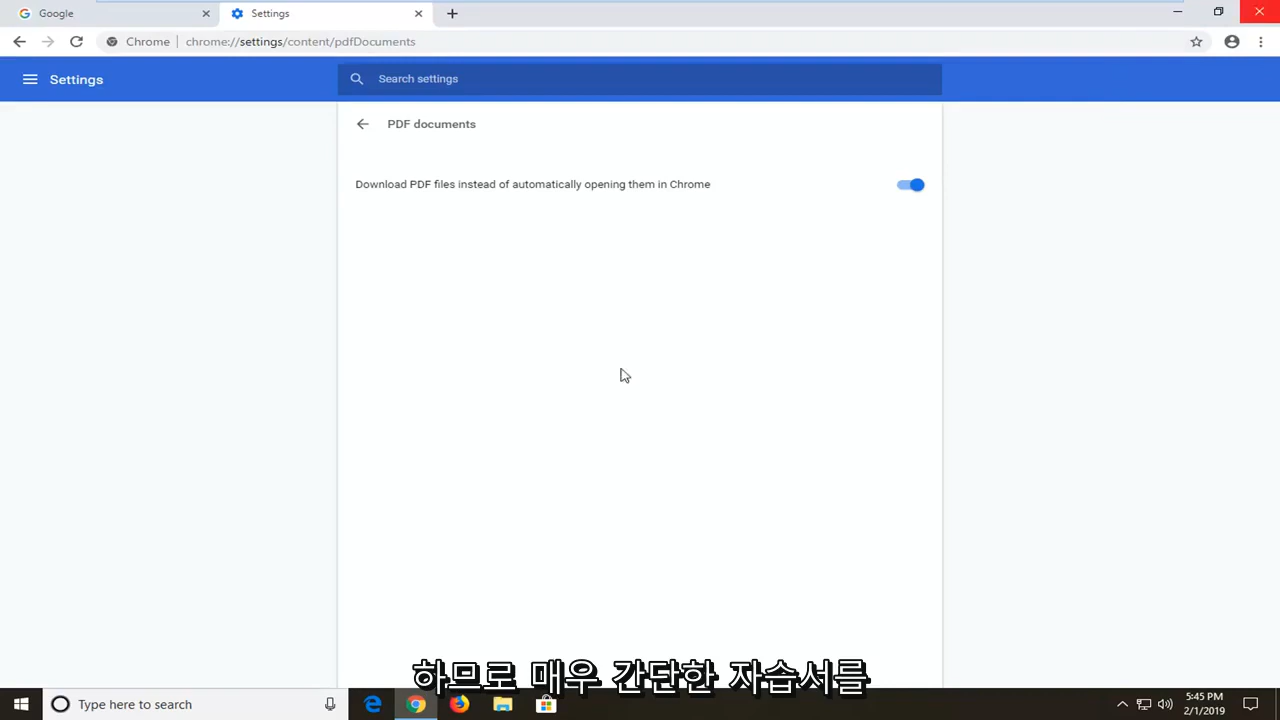 Google
Settings
Chrome
chrome://settings/content/pdfDocuments
Settings
Search settings
PDF documents
Download PDF files instead of automatically opening them in Chrome
하므로 매우 간단한 자습서를
Type here to search
5:45 PM
2/1/2019